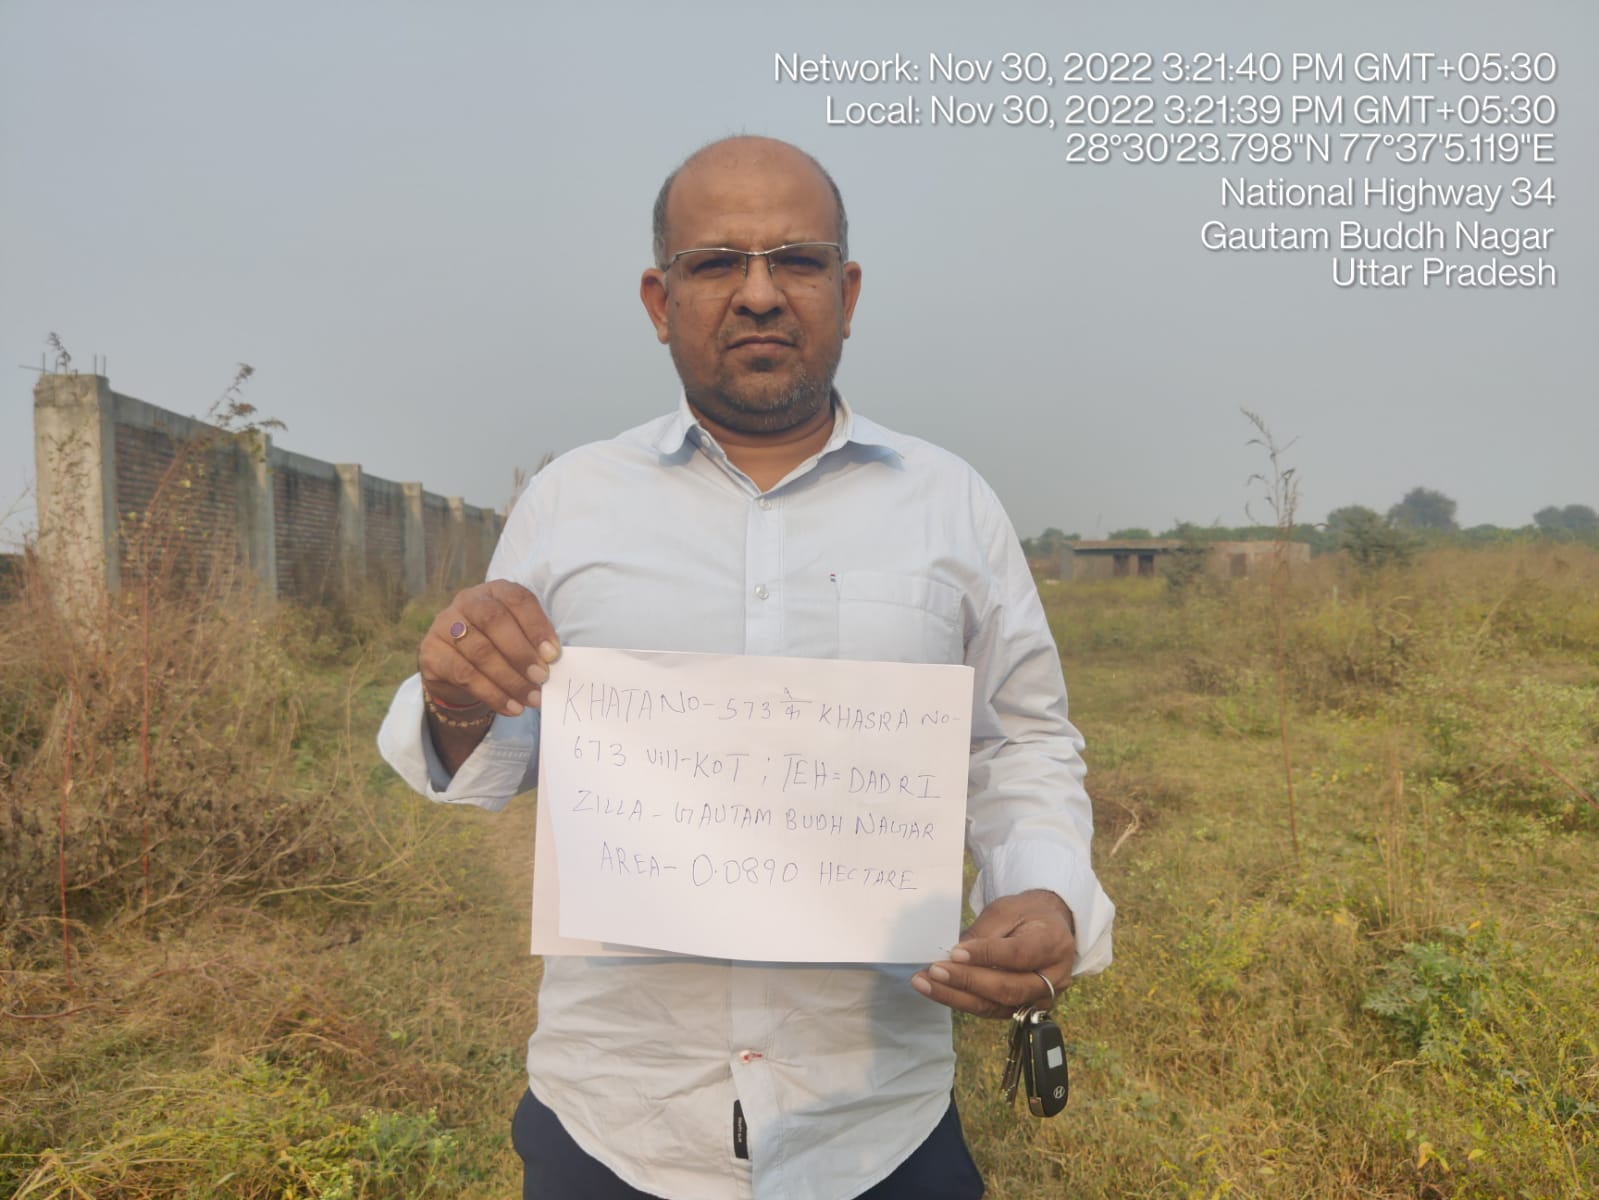 Network: Nov 30, 2022 3:21:40 PM GMT+05:30
Local: Nov 30, 2022 3:21:39 PM GMT+05:30
28°30'23.798"N 77°37'5.119"E
National Highway 34
Gautam Buddh Nagar
Uttar Pradesh
KHATA NO- 573 क KHASRA NO-
673 Vill-KOT ; TEH= DADRI
ZILLA - GAUTAM BUDH NAGAR
AREA- 0.0890 HECTARE